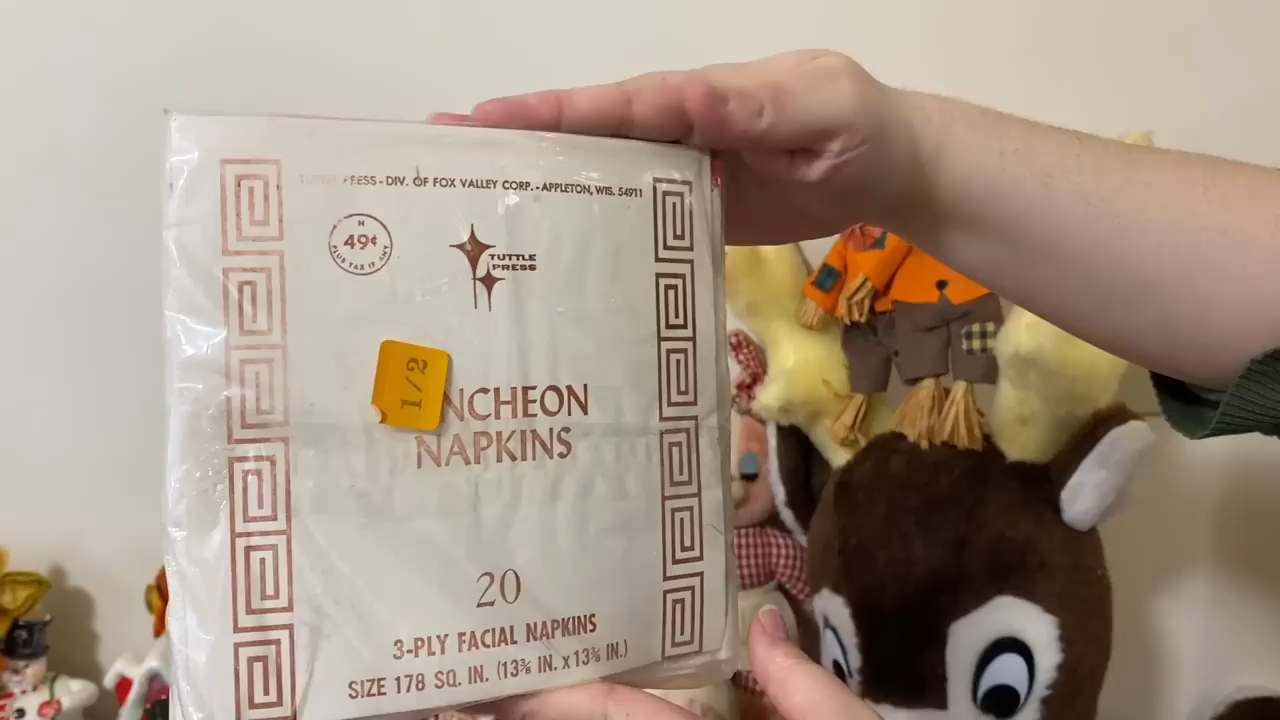 PRESS - DIV. OF FOX VALLEY CORP. - APPLETON, WIS. 54911
N
49¢
PLUS TAX IF ANY
TUTTLE
PRESS
1/2
NCHEON
NAPKINS
20
3-PLY FACIAL NAPKINS
SIZE 178 SQ. IN. (13⅜ IN. x 13⅜ IN.)